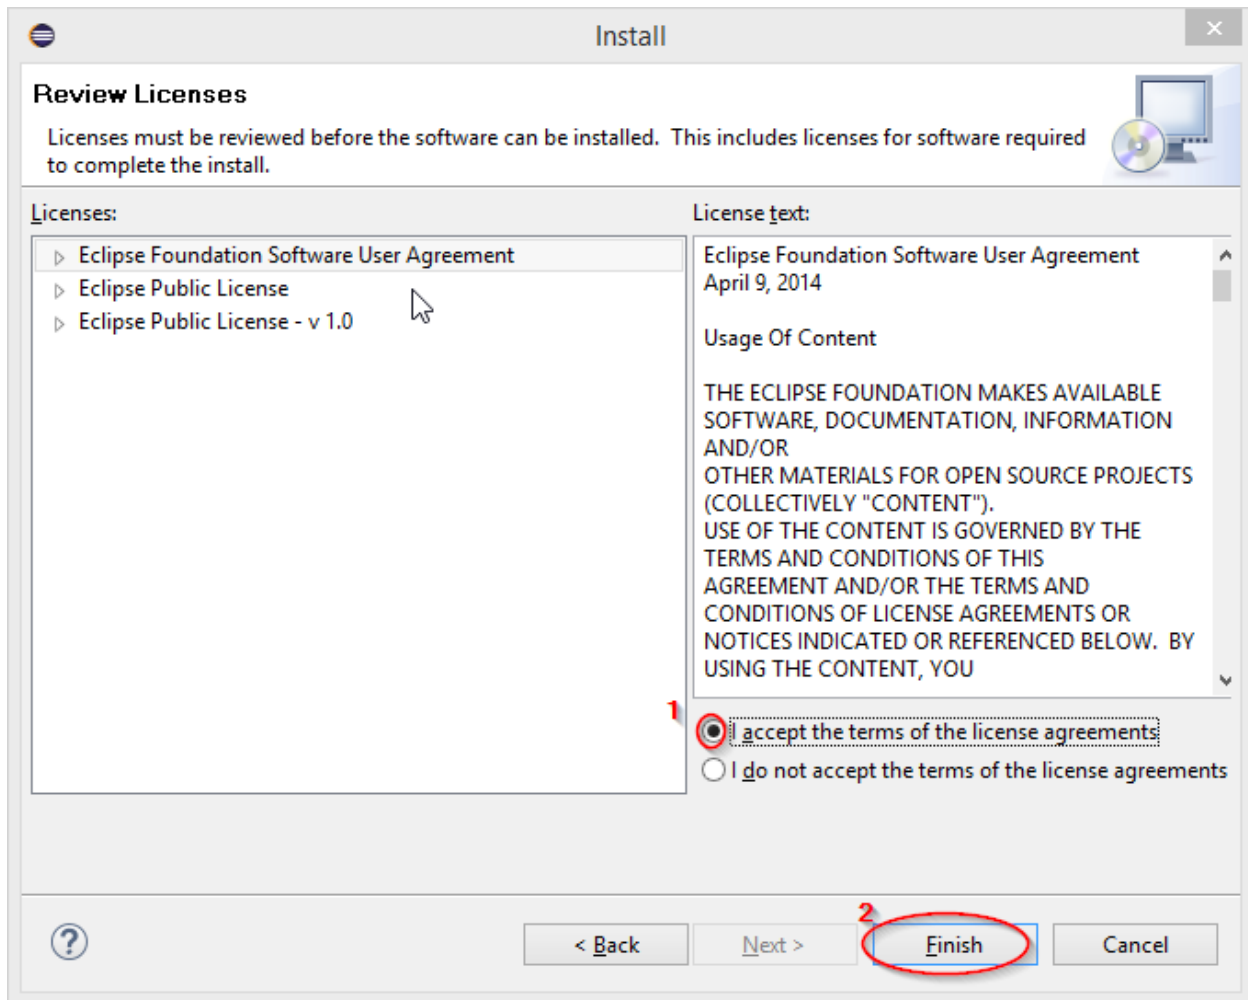 Install
Review Licenses
Licenses must be reviewed before the software can be installed.  This includes licenses for software required
to complete the install.
Licenses:
Eclipse Foundation Software User Agreement
Eclipse Public License
Eclipse Public License - v 1.0
License text:
Eclipse Foundation Software User Agreement
April 9, 2014
Usage Of Content
THE ECLIPSE FOUNDATION MAKES AVAILABLE
SOFTWARE, DOCUMENTATION, INFORMATION
AND/OR
OTHER MATERIALS FOR OPEN SOURCE PROJECTS
(COLLECTIVELY "CONTENT").
USE OF THE CONTENT IS GOVERNED BY THE
TERMS AND CONDITIONS OF THIS
AGREEMENT AND/OR THE TERMS AND
CONDITIONS OF LICENSE AGREEMENTS OR
NOTICES INDICATED OR REFERENCED BELOW.  BY
USING THE CONTENT, YOU
1
I accept the terms of the license agreements
I do not accept the terms of the license agreements
2
?
< Back
Next >
Finish
Cancel